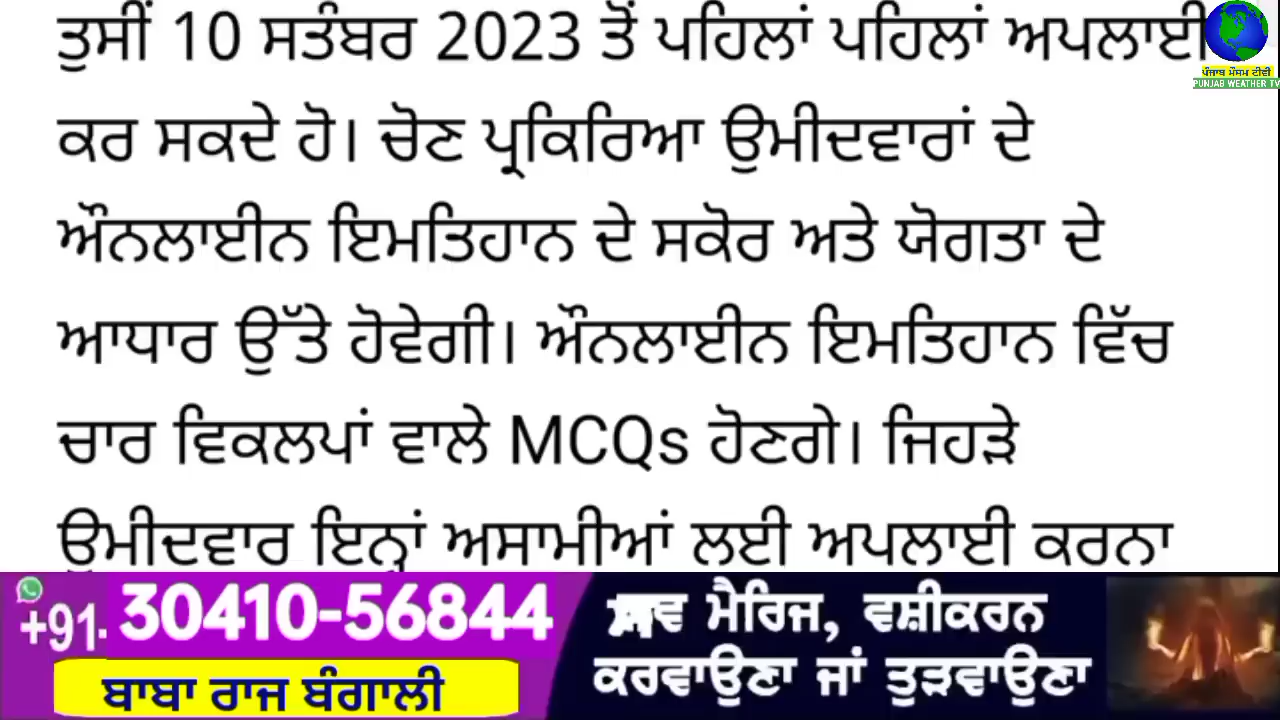 ਤੁਸੀਂ 10 ਸਤੰਬਰ 2023 ਤੋਂ ਪਹਿਲਾਂ ਪਹਿਲਾਂ ਅਪਲਾਈ
ਕਰ ਸਕਦੇ ਹੋ। ਚੋਣ ਪ੍ਰਕਿਰਿਆ ਉਮੀਦਵਾਰਾਂ ਦੇ
ਔਨਲਾਈਨ ਇਮਤਿਹਾਨ ਦੇ ਸਕੋਰ ਅਤੇ ਯੋਗਤਾ ਦੇ
ਆਧਾਰ ਉੱਤੇ ਹੋਵੇਗੀ। ਔਨਲਾਈਨ ਇਮਤਿਹਾਨ ਵਿੱਚ
ਚਾਰ ਵਿਕਲਪਾਂ ਵਾਲੇ MCQs ਹੋਣਗੇ। ਜਿਹੜੇ
ਉਮੀਦਵਾਰ ਇਨ੍ਹਾਂ ਅਸਾਮੀਆਂ ਲਈ ਅਪਲਾਈ ਕਰਨਾ
ਪੰਜਾਬ ਮੌਸਮ ਟੀਵੀ
PUNJAB WEATHER TV
+91- 30410-56844
ਬਾਬਾ ਰਾਜ ਬੰਗਾਲੀ
ਮੈਰਿਜ, ਵਸ਼ੀਕਰਨ
ਕਰਵਾਉਣਾ ਜਾਂ ਤੁੜਵਾਉਣਾ